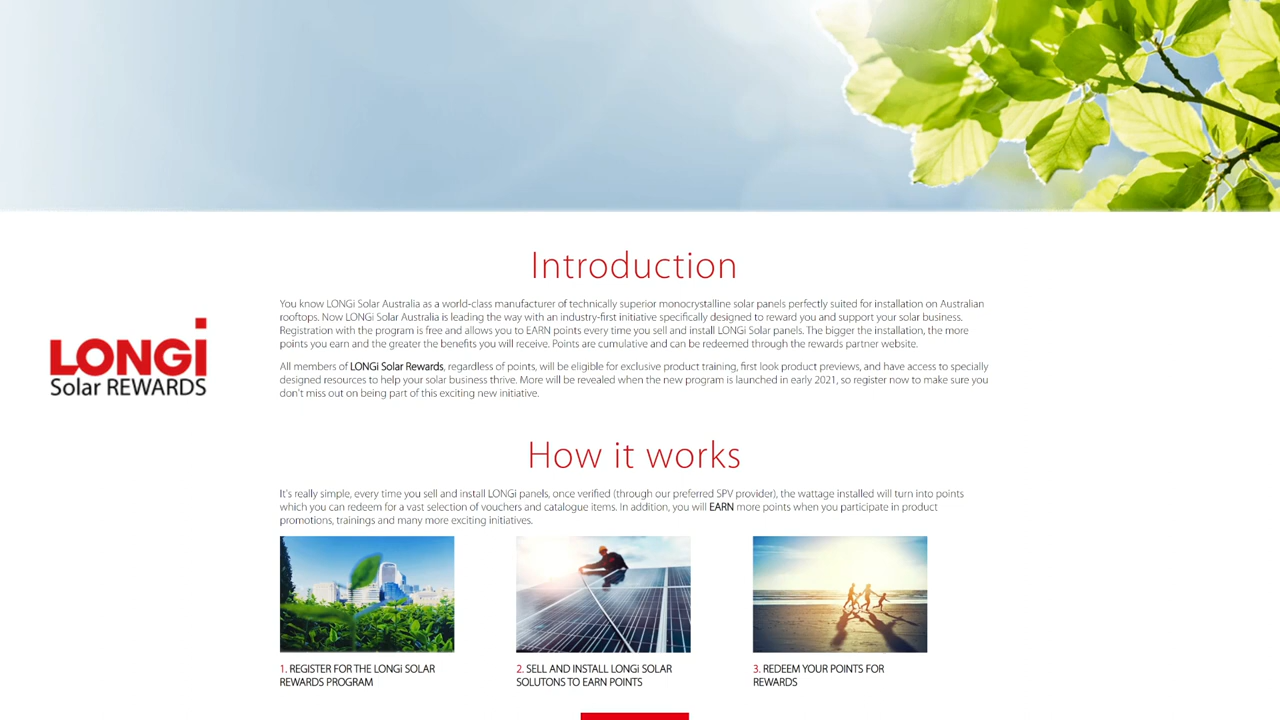 Introduction
You know LONGi Solar Australia as a world-class manufacturer of technically superior monocrystalline solar panels perfectly suited for installation on Australian
rooftops. Now LONGi Solar Australia is leading the way with an industry-first initiative specifically designed to reward you and support your solar business.
Registration with the program is free and allows you to EARN points every time you sell and install LONGi Solar panels. The bigger the installation, the more
points you earn and the greater the benefits you will receive. Points are cumulative and can be redeemed through the rewards partner website.
All members of LONGi Solar Rewards, regardless of points, will be eligible for exclusive product training, first look product previews, and have access to specially
designed resources to help your solar business thrive. More will be revealed when the new program is launched in early 2021, so register now to make sure you
don't miss out on being part of this exciting new initiative.
LONGi
Solar REWARDS
How it works
It's really simple, every time you sell and install LONGi panels, once verified (through our preferred SPV provider), the wattage installed will turn into points
which you can redeem for a vast selection of vouchers and catalogue items. In addition, you will EARN more points when you participate in product
promotions, trainings and many more exciting initiatives.
1. REGISTER FOR THE LONGi SOLAR
REWARDS PROGRAM
2. SELL AND INSTALL LONGi SOLAR
SOLUTONS TO EARN POINTS
3. REDEEM YOUR POINTS FOR
REWARDS